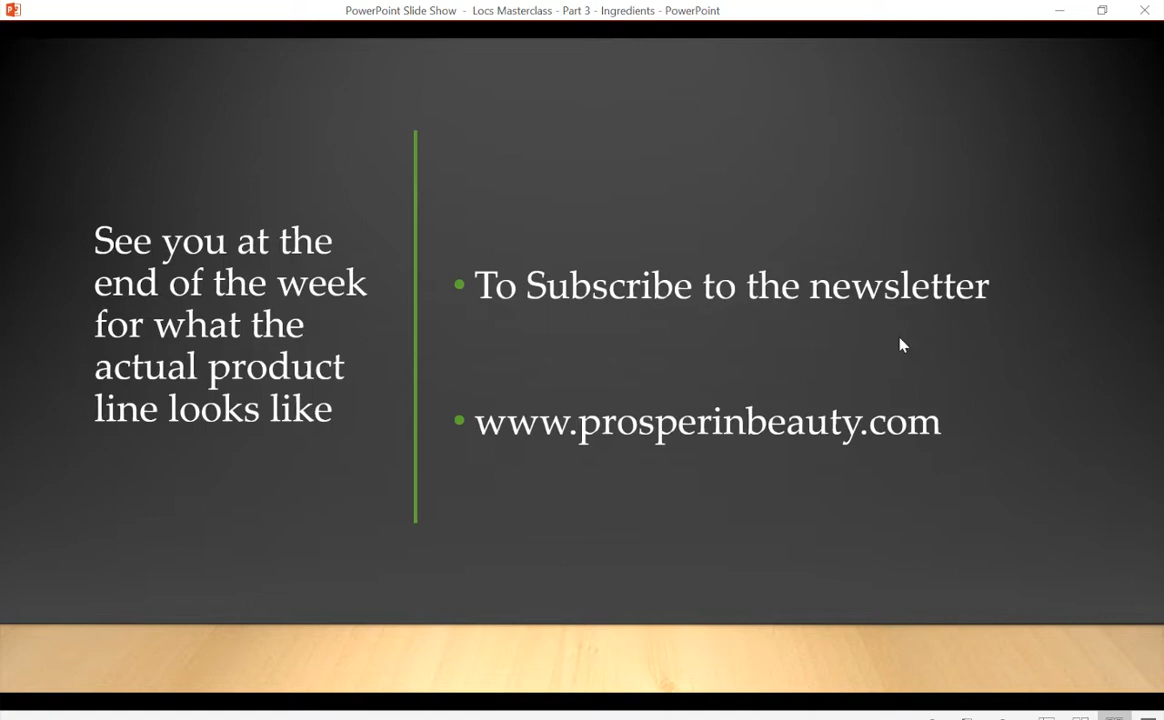 PowerPoint Slide Show - Locs Masterclass - Part 3 - Ingredients - PowerPoint
See you at the
end of the week
for what the
actual product
line looks like
• To Subscribe to the newsletter
• www.prosperinbeauty.com